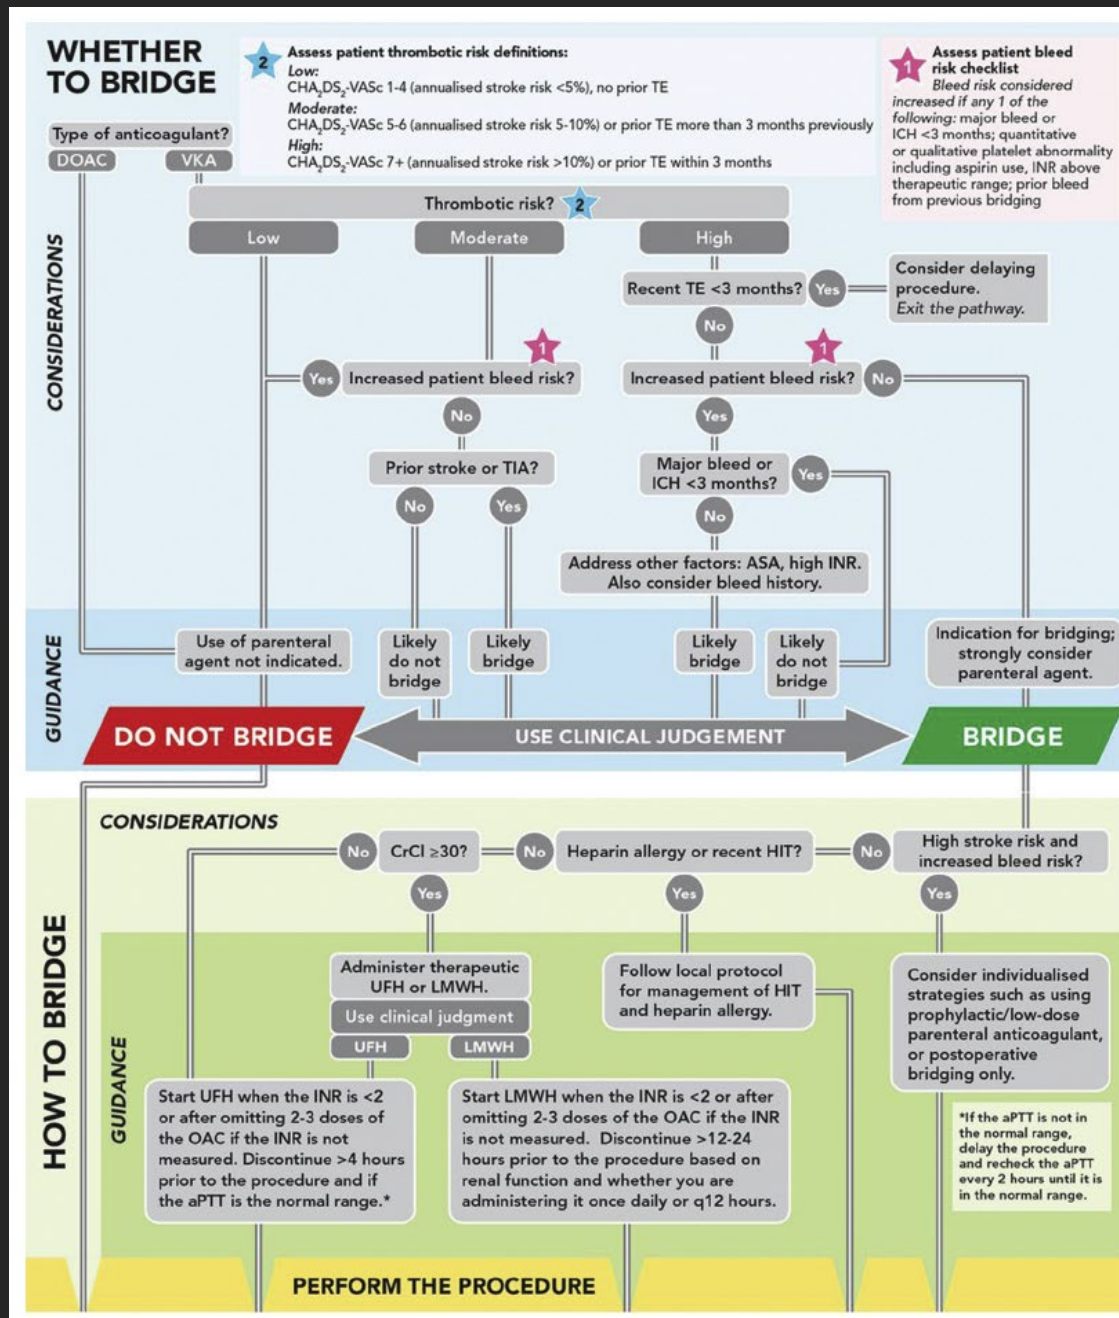 WHETHER
TO BRIDGE
2
Assess patient thrombotic risk definitions:
Low:
CHA2DS2-VASc 1-4 (annualised stroke risk <5%), no prior TE
Moderate:
CHA2DS2-VASc 5-6 (annualised stroke risk 5-10%) or prior TE more than 3 months previously
High:
CHA2DS2-VASc 7+ (annualised stroke risk >10%) or prior TE within 3 months
1
Assess patient bleed
risk checklist
Bleed risk considered
increased if any 1 of the
following: major bleed or
ICH <3 months; quantitative
or qualitative platelet abnormality
including aspirin use, INR above
therapeutic range; prior bleed
from previous bridging
Type of anticoagulant?
DOAC
VKA
CONSIDERATIONS
Thrombotic risk?
2
Low
Moderate
High
Recent TE <3 months?
Yes
Consider delaying
procedure.
Exit the pathway.
No
1
1
Yes
Increased patient bleed risk?
Increased patient bleed risk?
No
No
Yes
Prior stroke or TIA?
Major bleed or
ICH <3 months?
Yes
No
Yes
No
Address other factors: ASA, high INR.
Also consider bleed history.
GUIDANCE
Use of parenteral
agent not indicated.
Likely
do not
bridge
Likely
bridge
Likely
bridge
Likely
do not
bridge
Indication for bridging;
strongly consider
parenteral agent.
DO NOT BRIDGE
USE CLINICAL JUDGEMENT
BRIDGE
HOW TO BRIDGE
CONSIDERATIONS
No
CrCl ≥30?
No
Heparin allergy or recent HIT?
No
High stroke risk and
increased bleed risk?
Yes
Yes
Yes
GUIDANCE
Administer therapeutic
UFH or LMWH.
Use clinical judgment
UFH
LMWH
Follow local protocol
for management of HIT
and heparin allergy.
Consider individualised
strategies such as using
prophylactic/low-dose
parenteral anticoagulant,
or postoperative
bridging only.
Start UFH when the INR is <2
or after omitting 2-3 doses of
the OAC if the INR is not
measured. Discontinue >4 hours
prior to the procedure and if
the aPTT is the normal range.*
Start LMWH when the INR is <2 or after
omitting 2-3 doses of the OAC if the INR
is not measured. Discontinue >12-24
hours prior to the procedure based on
renal function and whether you are
administering it once daily or q12 hours.
*If the aPTT is not in
the normal range,
delay the procedure
and recheck the aPTT
every 2 hours until it is
in the normal range.
PERFORM THE PROCEDURE